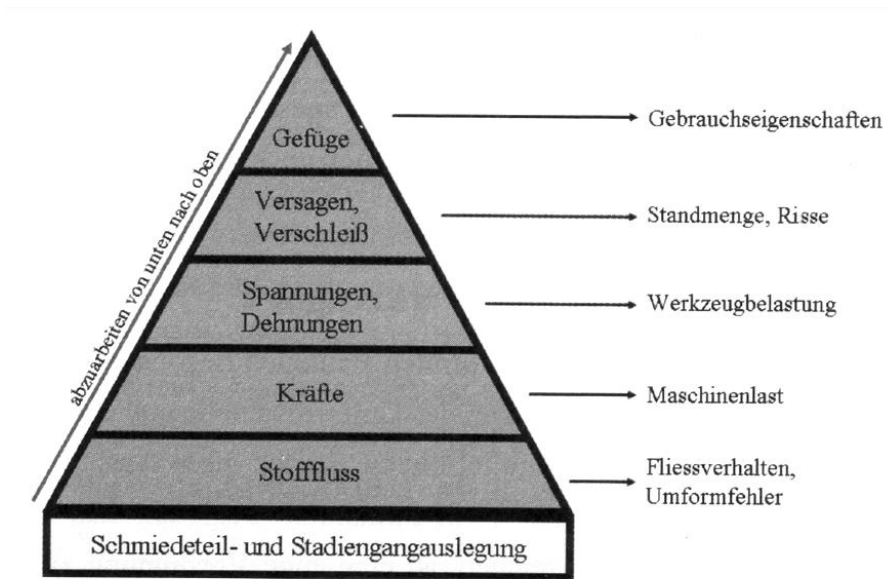 Gefüge
Gebrauchseigenschaften
Versagen,
Verschleiß
Standmenge, Risse
Spannungen,
Dehnungen
Werkzeugbelastung
Kräfte
Maschinenlast
Stofffluss
Fliessverhalten,
Umformfehler
Schmiedeteil- und Stadiengangauslegung
abzuarbeiten von unten nach oben